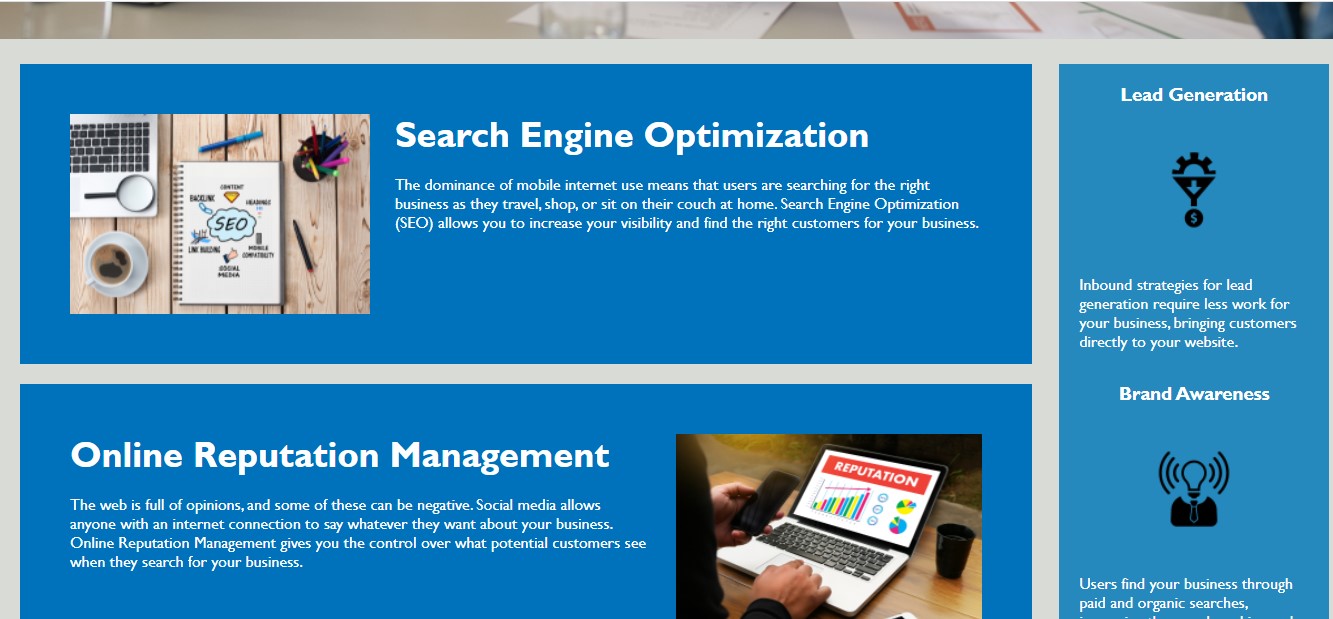 Search Engine Optimization
The dominance of mobile internet use means that users are searching for the right
business as they travel, shop, or sit on their couch at home. Search Engine Optimization
(SEO) allows you to increase your visibility and find the right customers for your business.
CONTENT
BACKLINK
HEADINGS
SEO
LINK BUILDING
MOBILE
COMPATIBILITY
SOCIAL
MEDIA
Online Reputation Management
The web is full of opinions, and some of these can be negative. Social media allows
anyone with an internet connection to say whatever they want about your business.
Online Reputation Management gives you the control over what potential customers see
when they search for your business.
REPUTATION
Lead Generation
$
Inbound strategies for lead
generation require less work for
your business, bringing customers
directly to your website.
Brand Awareness
Users find your business through
paid and organic searches,